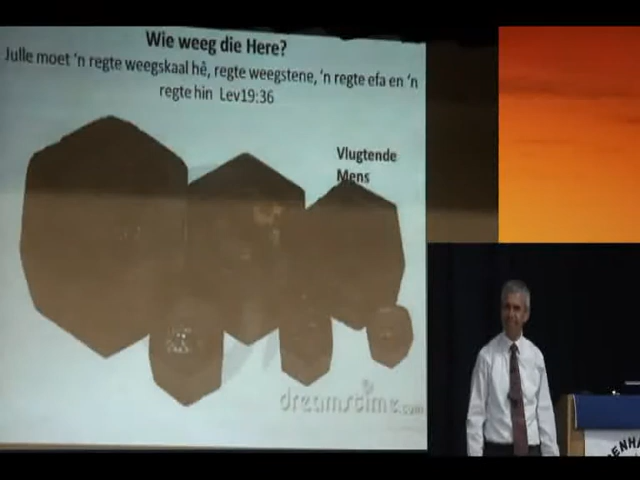 Wie weeg die Here?
Julle moet 'n regte weegskaal hê, regte weegstene, 'n regte efa en 'n
regte hin Lev19:36
Vlugtende
Mens
dreamstime.com